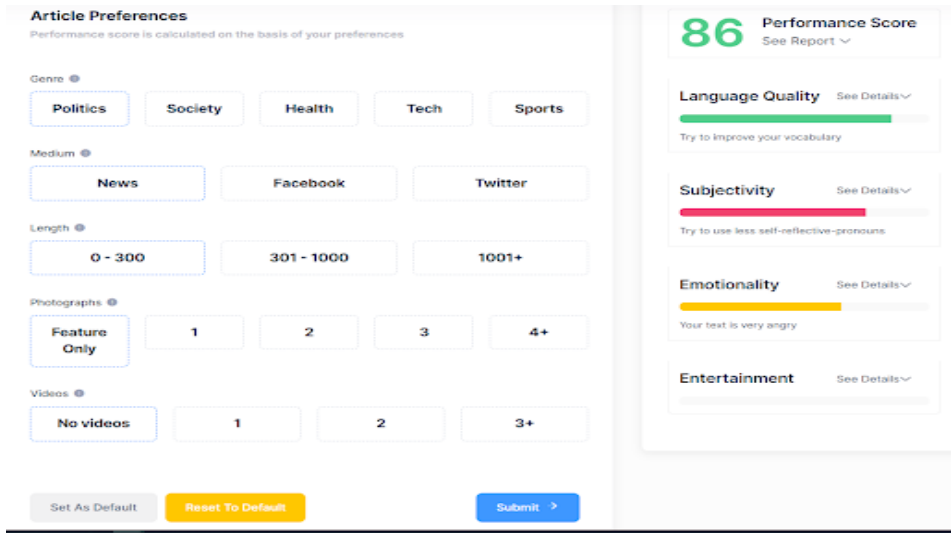 Article Preferences
Performance score is calculated on the basis of your preferences
Genre
Politics Society Health Tech Sports
Medium
News Facebook Twitter
Length
0 - 300 301 - 1000 1001+
Photographs
Feature Only 1 2 3 4+
Videos
No videos 1 2 3+
Set As Default Reset To Default Submit
86 Performance Score
See Report
Language Quality See Details
Try to improve your vocabulary
Subjectivity See Details
Try to use less self-reflective-pronouns
Emotionality See Details
Your text is very angry
Entertainment See Details